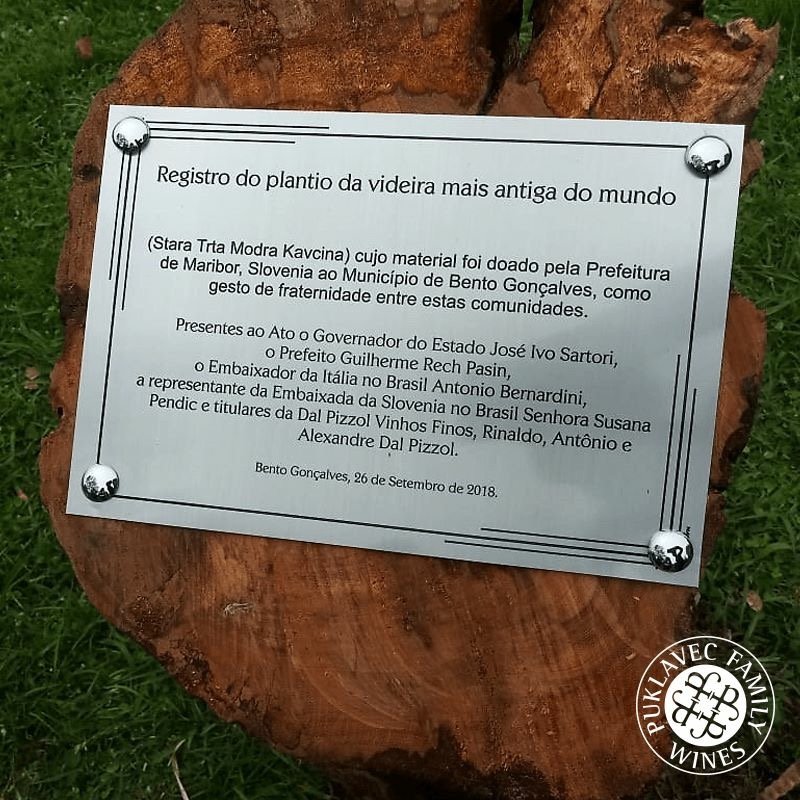 Registro do plantio da videira mais antiga do mundo
(Stara Trta Modra Kavcina) cujo material foi doado pela Prefeitura
de Maribor, Slovenia ao Município de Bento Gonçalves, como
gesto de fraternidade entre estas comunidades.
Presentes ao Ato o Governador do Estado José Ivo Sartori,
o Prefeito Guilherme Rech Pasin,
o Embaixador da Itália no Brasil Antonio Bernardini,
a representante da Embaixada da Slovenia no Brasil Senhora Susana
Pendic e titulares da Dal Pizzol Vinhos Finos, Rinaldo, Antônio e
Alexandre Dal Pizzol.
Bento Gonçalves, 26 de Setembro de 2018.
PUKLAVEC FAMILY
WINES